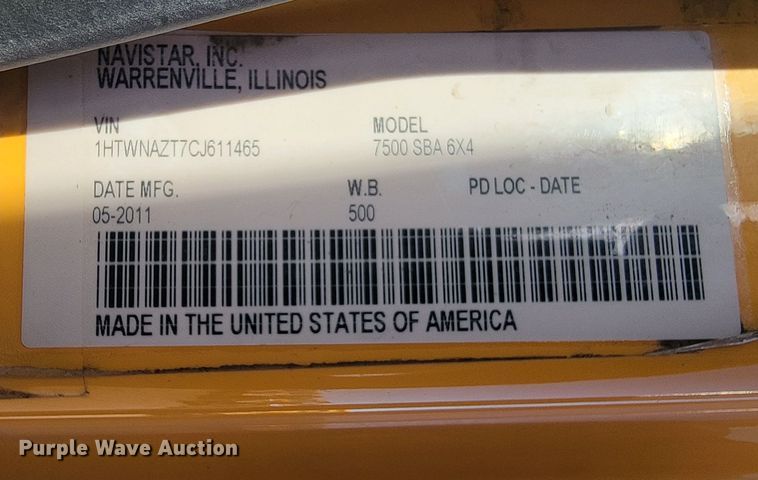 NAVISTAR, INC.
WARRENVILLE, ILLINOIS
VIN MODEL
1HTWNAZT7CJ611465 7500 SBA 6X4
DATE MFG. W.B. PD LOC - DATE
05-2011 500
MADE IN THE UNITED STATES OF AMERICA
Purple Wave Auction